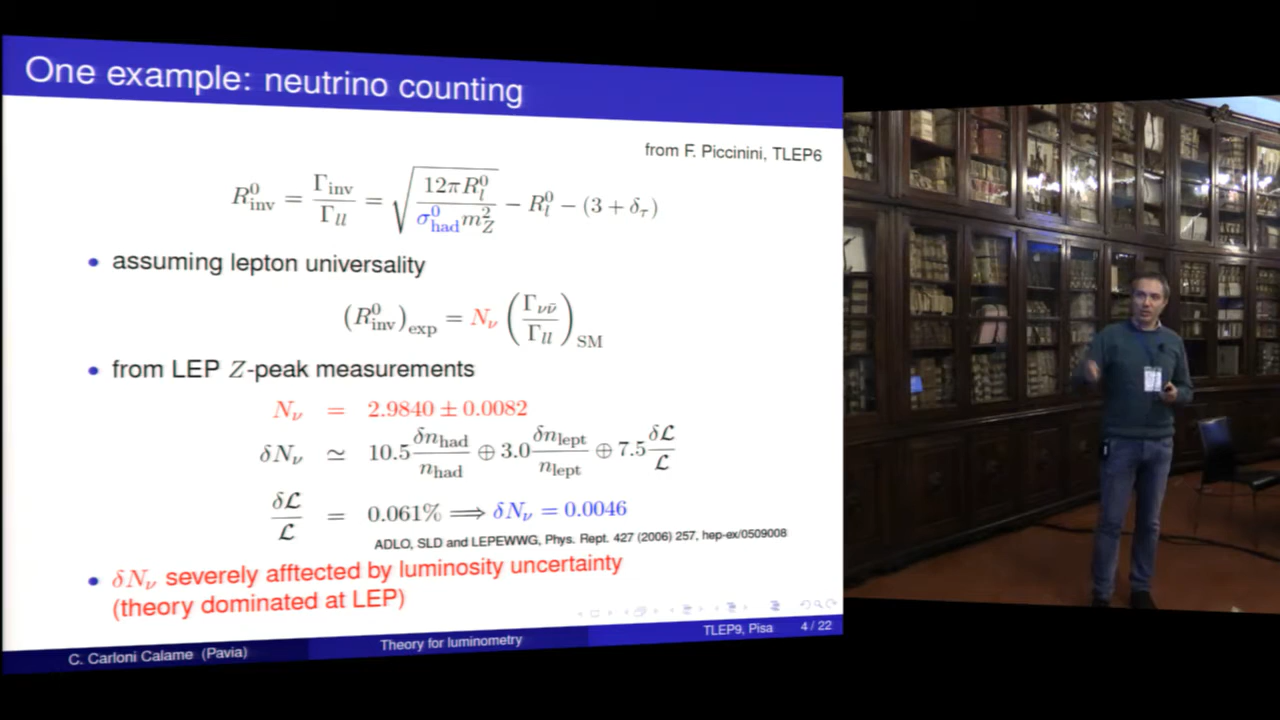 One example: neutrino counting
from F. Piccinini, TLEP6
R⁰_inv = Γ_inv / Γ_ll = √(12πR⁰_l / σ⁰_had m²_Z) − R⁰_l − (3 + δ_τ)
• assuming lepton universality
(R⁰_inv)_exp = N_ν (Γ_νν̄ / Γ_ll)_SM
• from LEP Z-peak measurements
N_ν = 2.9840 ± 0.0082
δN_ν ≃ 10.5 δn_had / n_had ⊕ 3.0 δn_lept / n_lept ⊕ 7.5 δℒ / ℒ
δℒ / ℒ = 0.061% ⟹ δN_ν = 0.0046
ADLO, SLD and LEPEWWG, Phys. Rept. 427 (2006) 257, hep-ex/0509008
• δN_ν severely afftected by luminosity uncertainty
(theory dominated at LEP)
C. Carloni Calame (Pavia) Theory for luminometry TLEP9, Pisa 4 / 22